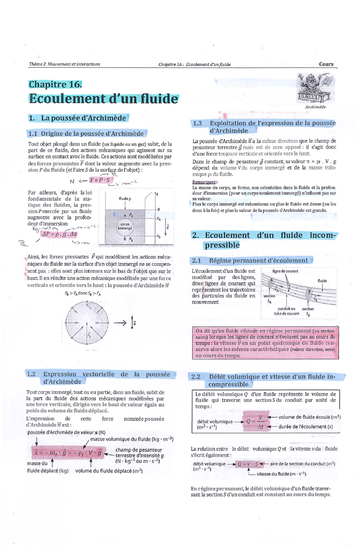 Thème 2. Mouvement et interactions
Chapitre 16 : Ecoulement d'un fluide
Cours
Chapitre 16.
Ecoulement d'un fluide
1. La poussée d'Archimède
1.1 Origine de la poussée d'Archimède
Tout objet plongé dans un fluide (un liquide ou un gaz) subit, de la
part de ce fluide, des actions mécaniques qui agissent sur sa
surface en contact avec le fluide. Ces actions sont modélisées par
des forces pressantes F dont la valeur augmente avec la pression
P du fluide (et l'aire S de la surface de l'objet) :
F = P · S
Par ailleurs, d'après la loi
fondamentale de la statique
des fluides, la pression
P exercée par un fluide
augmente avec la profondeur
d'immersion
ΔP = ρ . g . Δz
fluide ρ
corps
immergé
Ainsi, les forces pressantes F qui modélisent les actions mécaniques
du fluide sur la surface d'un objet immergé ne se compensent
pas : elles sont plus intenses sur le bas de l'objet que sur le
haut. Il en résulte une action mécanique modélisée par une force
verticale et orientée vers le haut : la poussée d'Archimède
1.2 Expression vectorielle de la poussée
d'Archimède
Tout corps immergé, tout ou en partie, dans un fluide, subit de
la part du fluide des actions mécaniques modélisées par
une force verticale, dirigée vers le haut de valeur égale au
poids du volume de fluide déplacé.
L'expression de cette force nommée poussée
d'Archimède est :
poussée d'Archimède de valeur π (N)
masse volumique du fluide (kg · m⁻³)
champ de pesanteur
terrestre d'intensité g
(N · kg⁻¹ ou m · s⁻²)
masse du
fluide déplacé (kg)
volume du fluide déplacé (m³)
Archimède
1.3 Exploitation de l'expression de la poussée
d'Archimède
La poussée d'Archimède π a la même direction que le champ de
pesanteur terrestre g mais est de sens opposé : il s'agit donc
d'une force toujours verticale et orientée vers le haut.
Dans le champ de pesanteur g constant, sa valeur π = ρf . V . g
dépend du volume V du corps immergé et de la masse volumique
ρ du fluide.
Remarques :
La masse du corps, sa forme, son orientation dans le fluide et la profondeur
d'immersion (pour un corps totalement immergé) n'influent pas sur
sa valeur.
Plus le corps immergé est volumineux ou plus le fluide est dense (ou les
deux à la fois) et plus la valeur de la poussée d'Archimède est grande.
2. Ecoulement d'un fluide incompressible
2.1 Régime permanent d'écoulement
L'écoulement d'un fluide est
modélisé par des lignes,
dites lignes de courant qui
représentent les trajectoires
des particules du fluide en
mouvement
ligne de courant
fluide
section
conduit ou
tube de courant
section
On dit qu'un fluide s'écoule en régime permanent (ou stationnaire)
lorsque les lignes de courant n'évoluent pas au cours du
temps : la vitesse v en un point quelconque du fluide conserve
alors les mêmes caractéristiques (valeur, direction, sens)
au cours du temps.
2.2 Débit volumique et vitesse d'un fluide incompressible
Le débit volumique Q d'un fluide représente le volume de
fluide qui traverse une section S du conduit par unité de
temps :
débit volumique
(m³ · s⁻¹)
volume de fluide écoulé (m³)
durée de l'écoulement (s)
La relation entre le débit volumique Q et la vitesse v du fluide
s'écrit également :
débit volumique
(m³ · s⁻¹)
Q = v × S
aire de la section du conduit (m²)
vitesse du fluide (m · s⁻¹)
En régime permanent, le débit volumique d'un fluide traversant
la section S d'un conduit est constant au cours du temps.